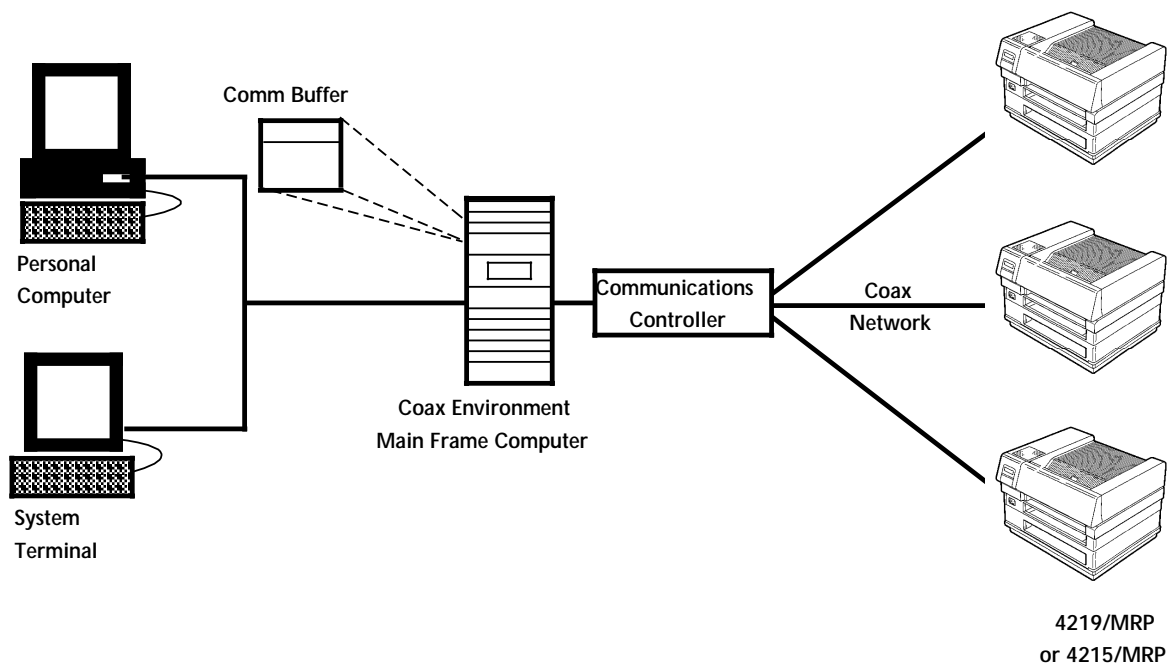 Comm Buffer
Personal
Computer
Communications
Controller
Coax
Network
Coax Environment
Main Frame Computer
System
Terminal
4219/MRP
or 4215/MRP